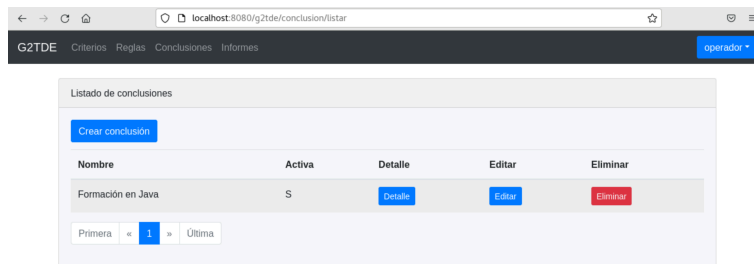 localhost:8080/g2tde/conclusion/listar
G2TDE Criterios Reglas Conclusiones Informes operador
Listado de conclusiones
Crear conclusión
Nombre Activa Detalle Editar Eliminar
Formación en Java S Detalle Editar Eliminar
Primera « 1 » Última